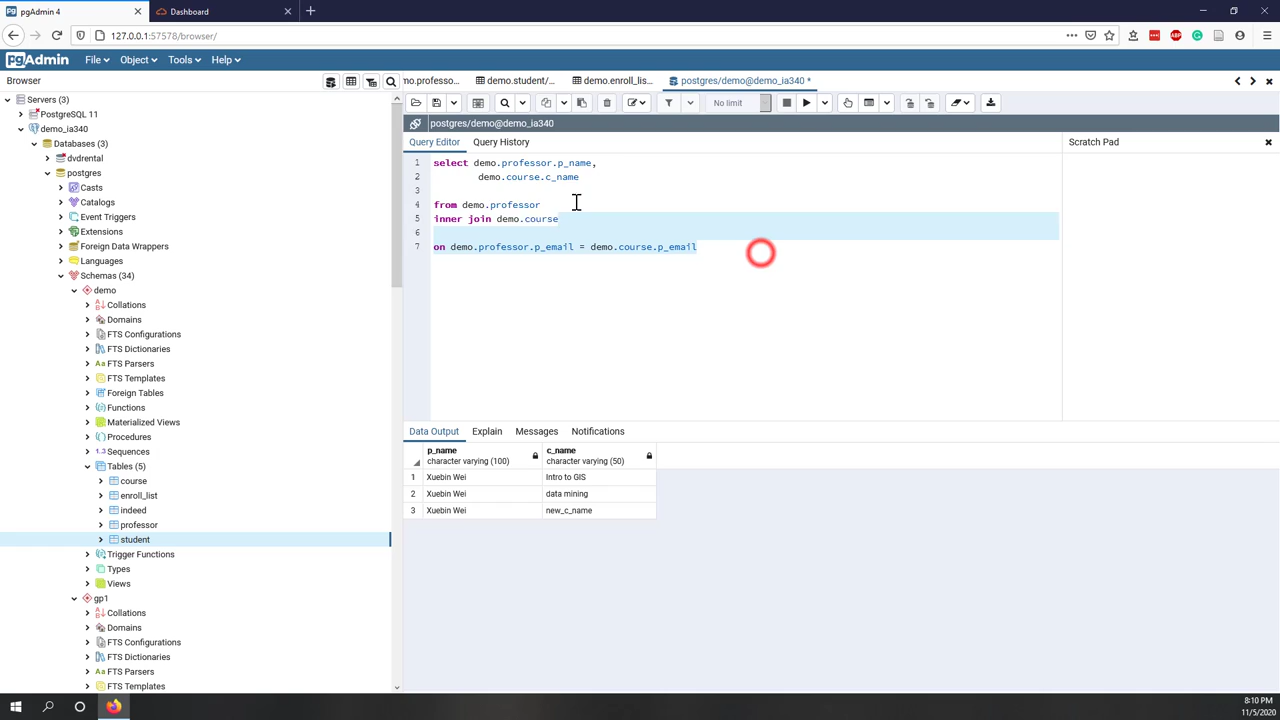 pgAdmin 4
Dashboard
127.0.0.1:57578/browser/
pgAdmin
File
Object
Tools
Help
Browser
mo.professo...
demo.student/...
demo.enroll_lis...
postgres/demo@demo_ia340 *
No limit
postgres/demo@demo_ia340
Query Editor
Query History
Scratch Pad
1 select demo.professor.p_name,
2 demo.course.c_name
3
4 from demo.professor
5 inner join demo.course
6
7 on demo.professor.p_email = demo.course.p_email
Servers (3)
PostgreSQL 11
demo_ia340
Databases (3)
dvdrental
postgres
Casts
Catalogs
Event Triggers
Extensions
Foreign Data Wrappers
Languages
Schemas (34)
demo
Collations
Domains
FTS Configurations
FTS Dictionaries
FTS Parsers
FTS Templates
Foreign Tables
Functions
Materialized Views
Procedures
Sequences
Tables (5)
course
enroll_list
indeed
professor
student
Trigger Functions
Types
Views
gp1
Collations
Domains
FTS Configurations
FTS Dictionaries
FTS Parsers
FTS Templates
Data Output
Explain
Messages
Notifications
p_name c_name
character varying (100) character varying (50)
1 Xuebin Wei Intro to GIS
2 Xuebin Wei data mining
3 Xuebin Wei new_c_name
8:10 PM
11/5/2020